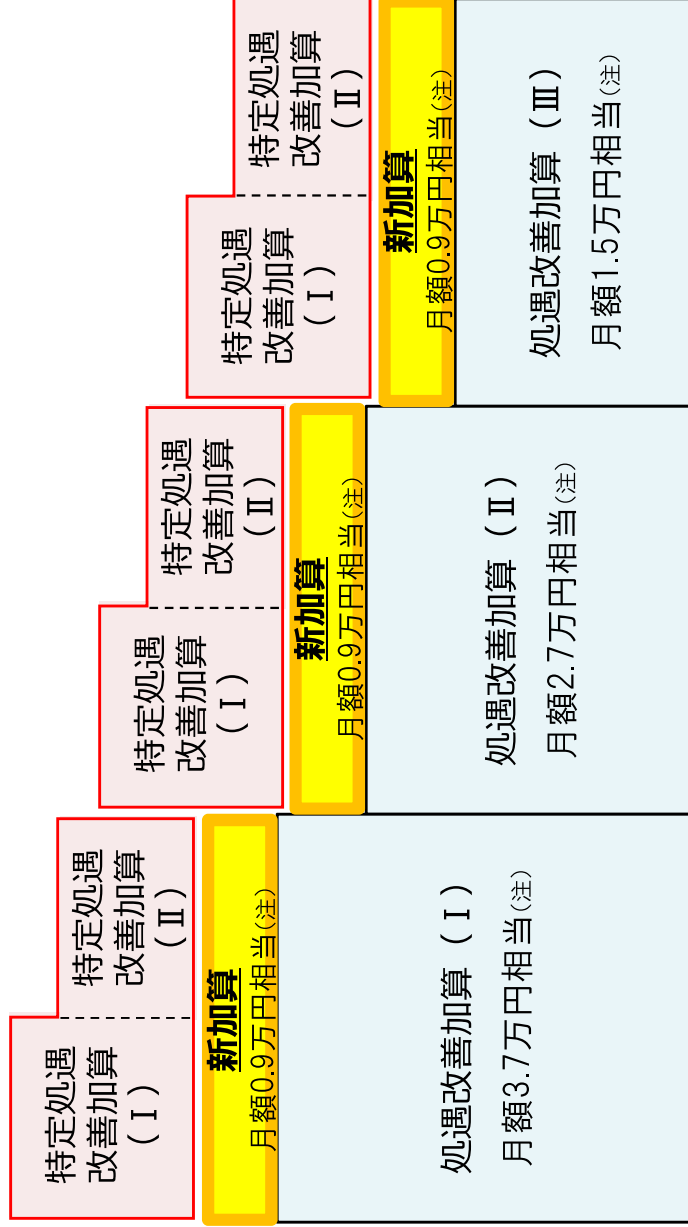 特定処遇
改善加算
（Ⅰ）
特定処遇
改善加算
（Ⅱ）
新加算
月額0.9万円相当(注)
処遇改善加算（Ⅰ）
月額3.7万円相当(注)
特定処遇
改善加算
（Ⅰ）
特定処遇
改善加算
（Ⅱ）
新加算
月額0.9万円相当(注)
処遇改善加算（Ⅱ）
月額2.7万円相当(注)
特定処遇
改善加算
（Ⅰ）
特定処遇
改善加算
（Ⅱ）
新加算
月額0.9万円相当(注)
処遇改善加算（Ⅲ）
月額1.5万円相当(注)